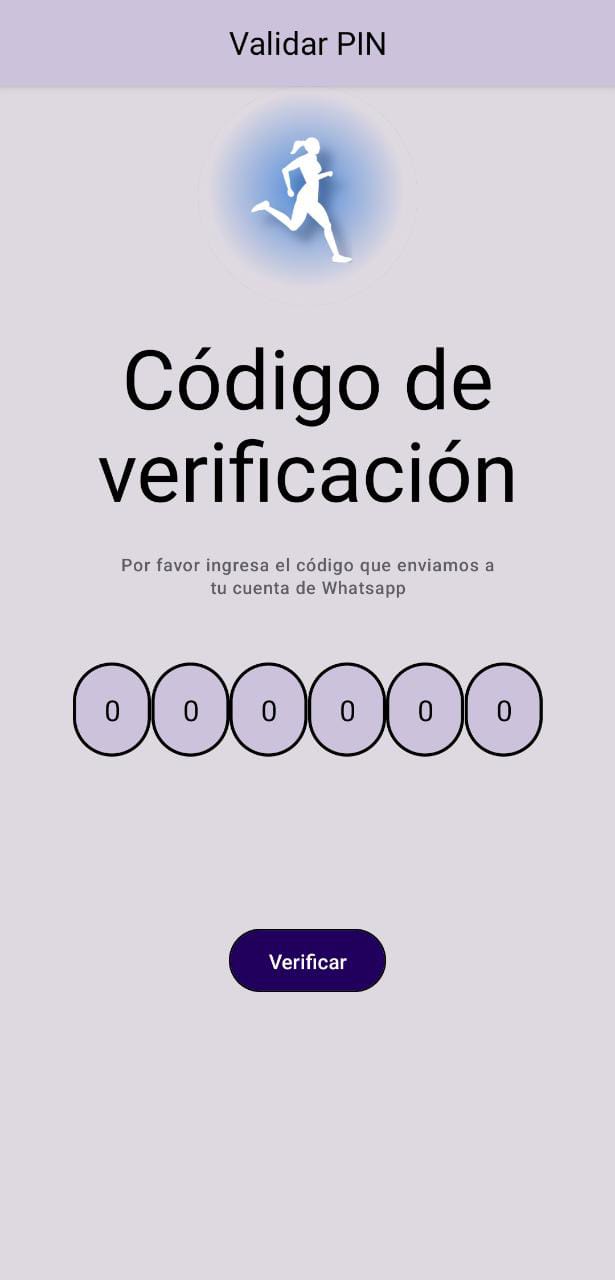 Validar PIN
Código de
verificación
Por favor ingresa el código que enviamos a
tu cuenta de Whatsapp
0 0 0 0 0 0
Verificar